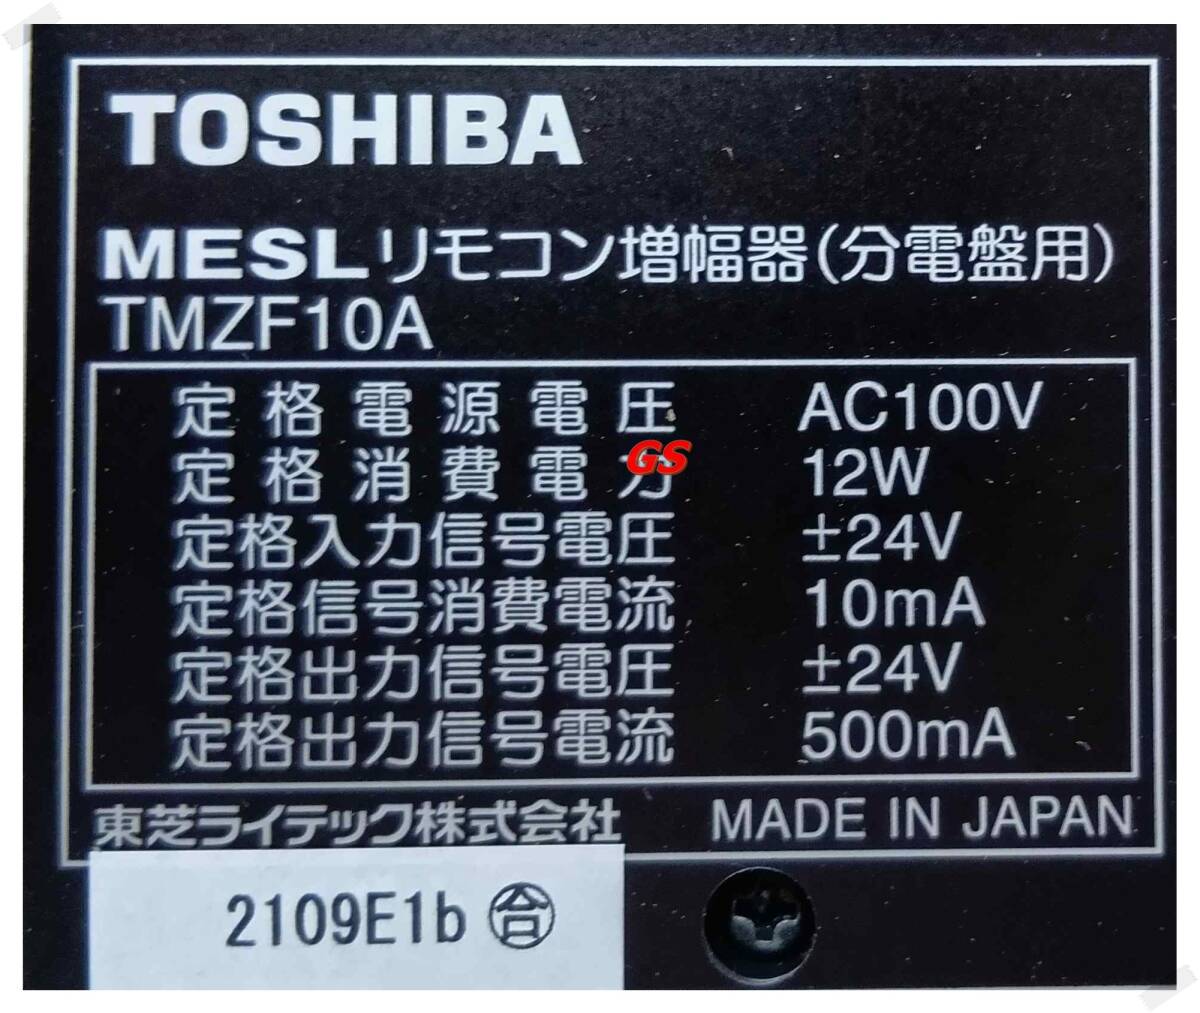 TOSHIBA
MESLリモコン増幅器(分電盤用)
TMZF10A
定格電源電圧 AC100V
定格消費電力 12W
GS
定格入力信号電圧 ±24V
定格信号消費電流 10mA
定格出力信号電圧 ±24V
定格出力信号電流 500mA
東芝ライテック株式会社 MADE IN JAPAN
2109E1b ㊪合